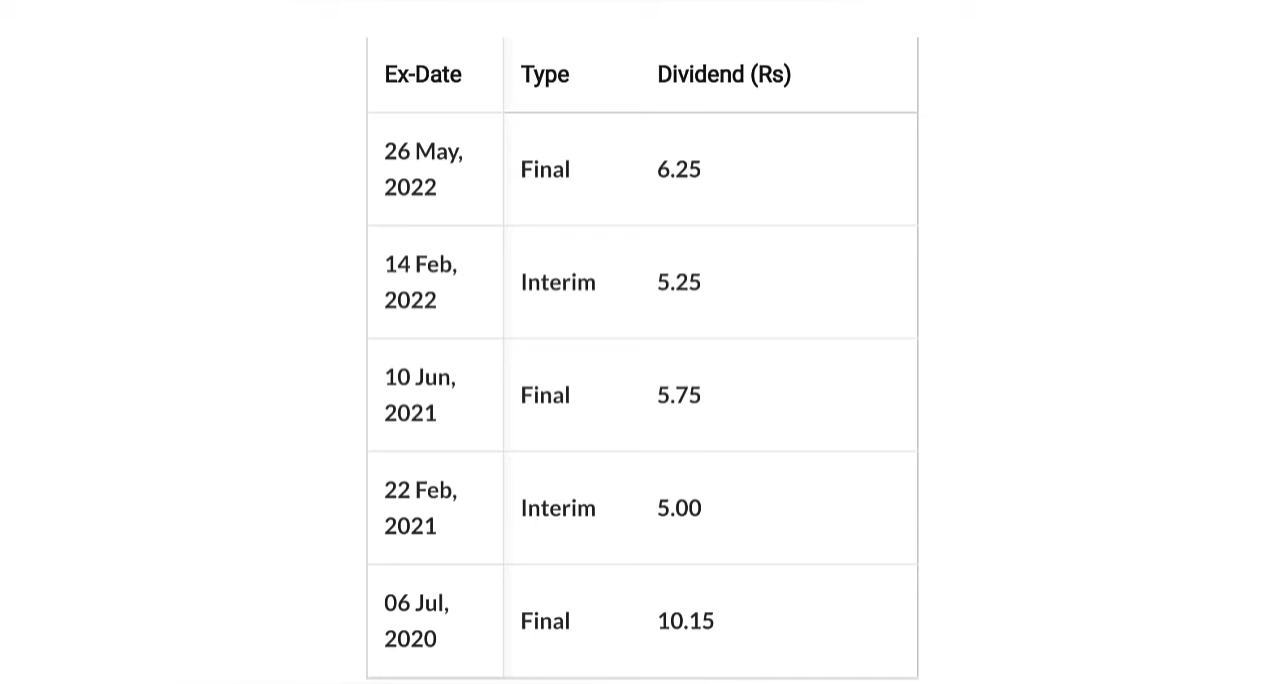 Ex-Date Type Dividend (Rs)
26 May,
2022
Final 6.25
14 Feb,
2022
Interim 5.25
10 Jun,
2021
Final 5.75
22 Feb,
2021
Interim 5.00
06 Jul,
2020
Final 10.15